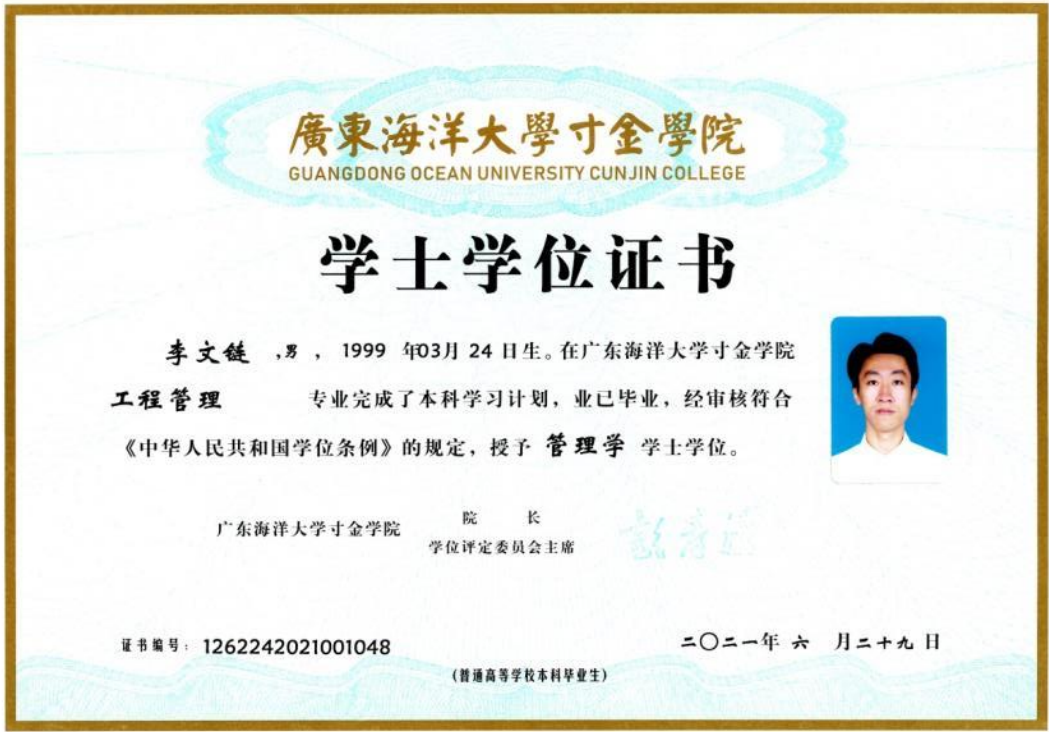 廣東海洋大學寸金學院
GUANGDONG OCEAN UNIVERSITY CUNJIN COLLEGE
学士学位证书
李文链 ,男 , 1999 年03月 24 日生。在广东海洋大学寸金学院
工程管理 专业完成了本科学习计划，业已毕业，经审核符合
《中华人民共和国学位条例》的规定，授予 管理学 学士学位。
广东海洋大学寸金学院
院 长
学位评定委员会主席
证书编号: 1262242021001048
二〇二一年 六 月二十九日
(普通高等学校本科毕业生)